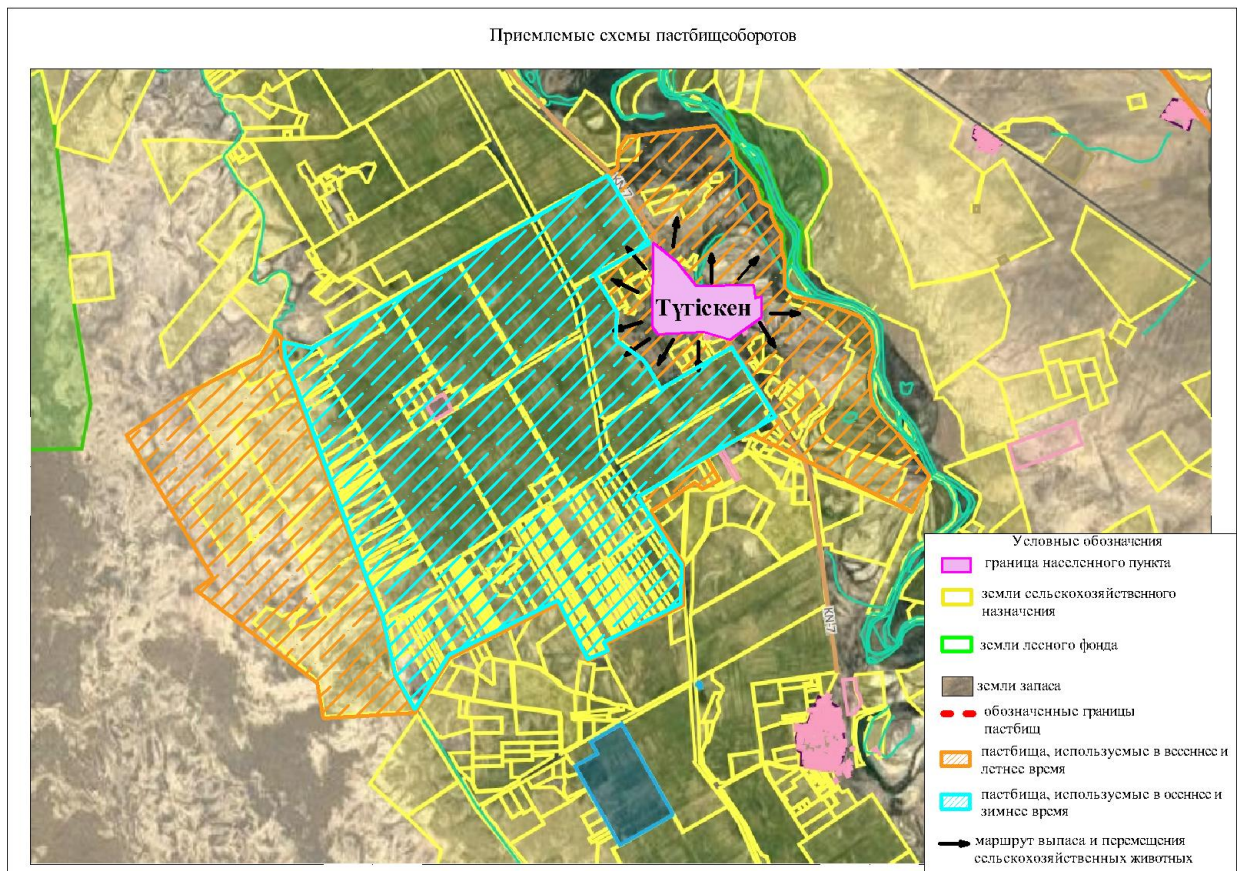 Приемлемые схемы пастбищеоборотов
KN-7
Түгіскен
KN-7
Условные обозначения
граница населенного пункта
земли сельскохозяйственного
назначения
земли лесного фонда
земли запаса
обозначенные границы
пастбищ
пастбища, используемые в весеннее и
летнее время
пастбища, используемые в осеннее и
зимнее время
маршрут выпаса и перемещения
сельскохозяйственных животных